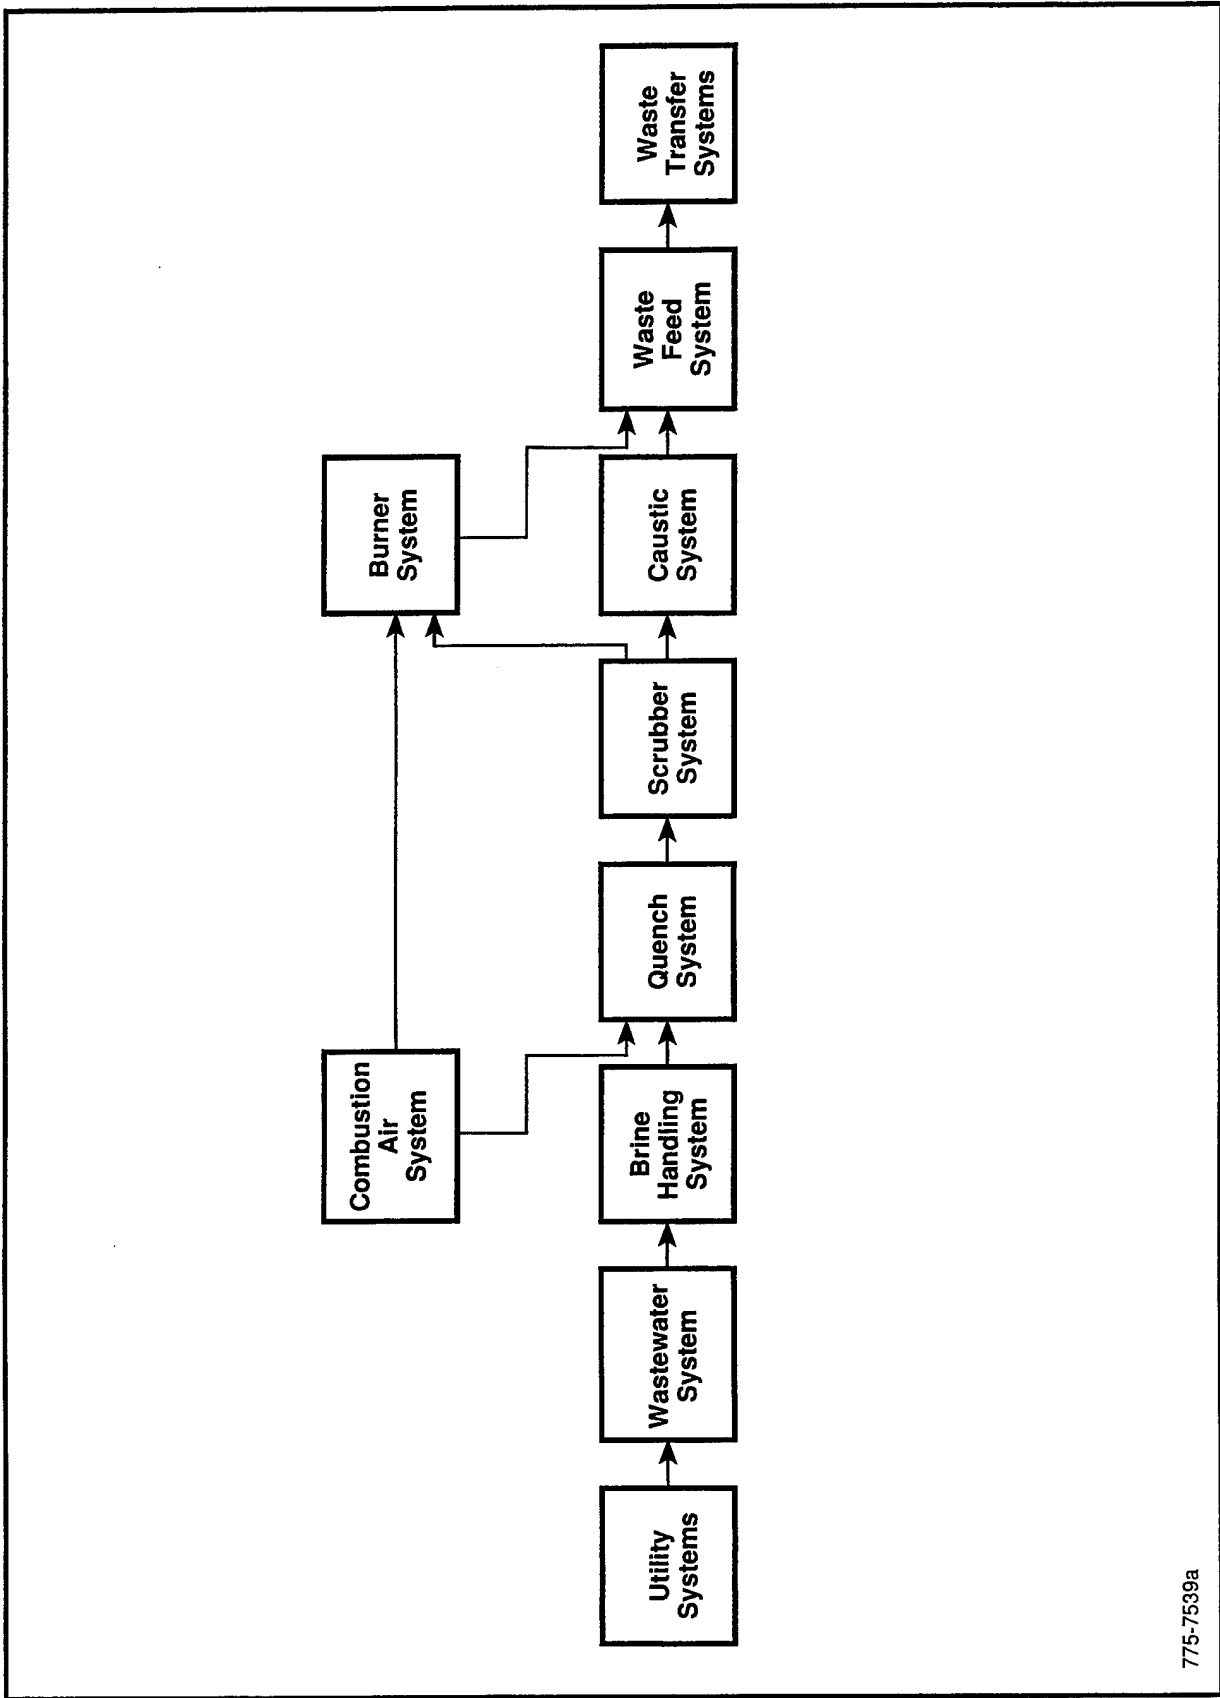 Combustion
Air
System
Burner
System
Utility
Systems
Wastewater
System
Brine
Handling
System
Quench
System
Scrubber
System
Caustic
System
Waste
Feed
System
Waste
Transfer
Systems
775-7539a